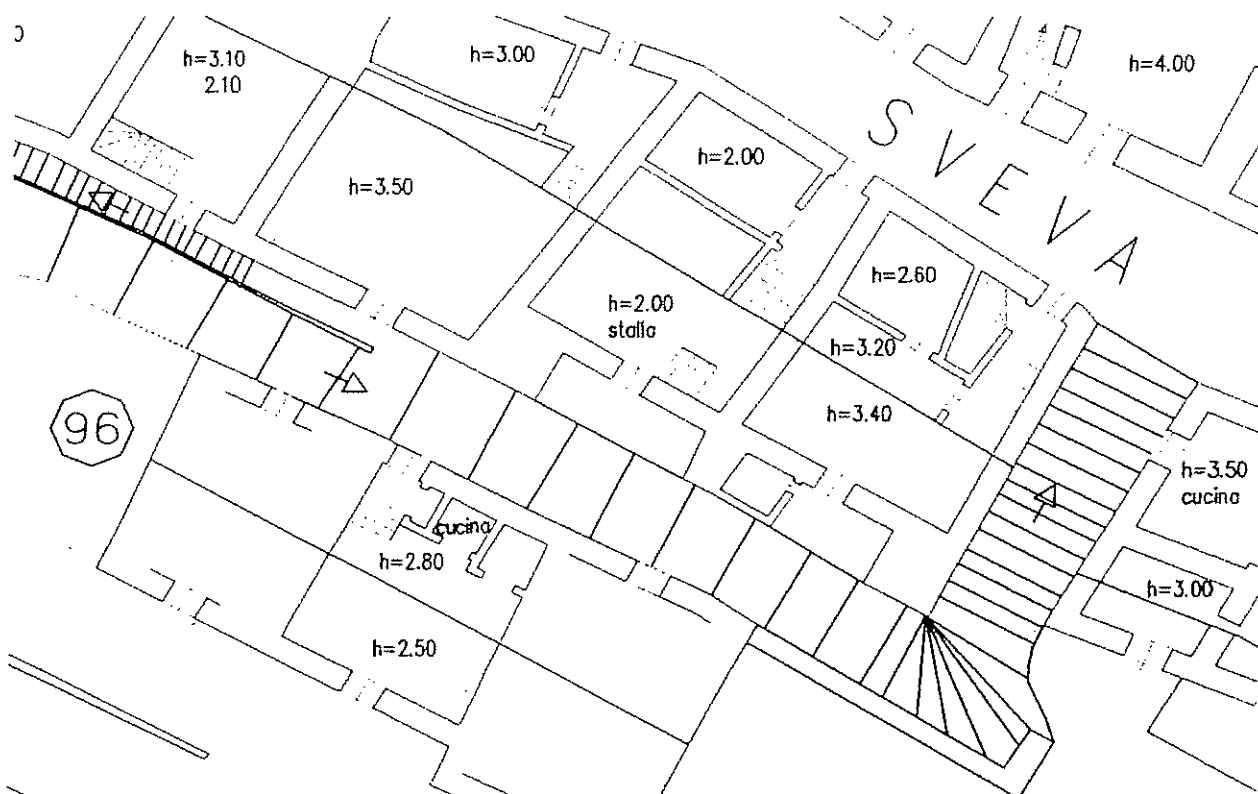 h=3.10
2.10
h=3.00
h=4.00
SVEVA
h=2.00
h=3.50
h=2.60
h=2.00
stalla
h=3.20
h=3.40
96
h=3.50
cucina
cucina
h=2.80
h=3.00
h=2.50